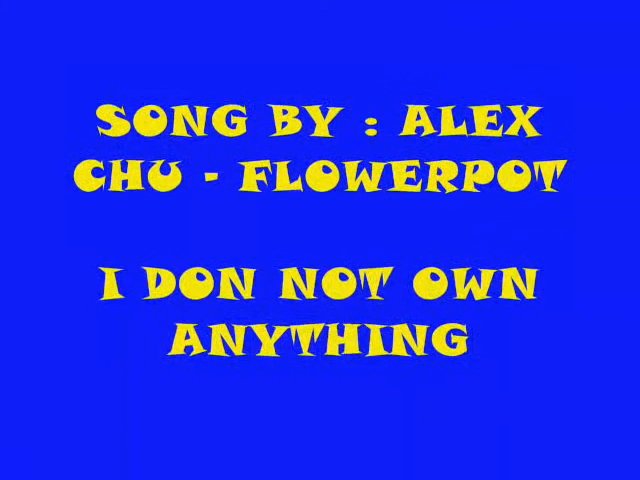 SONG BY : ALEX
CHU - FLOWERPOT
I DON NOT OWN
ANYTHING